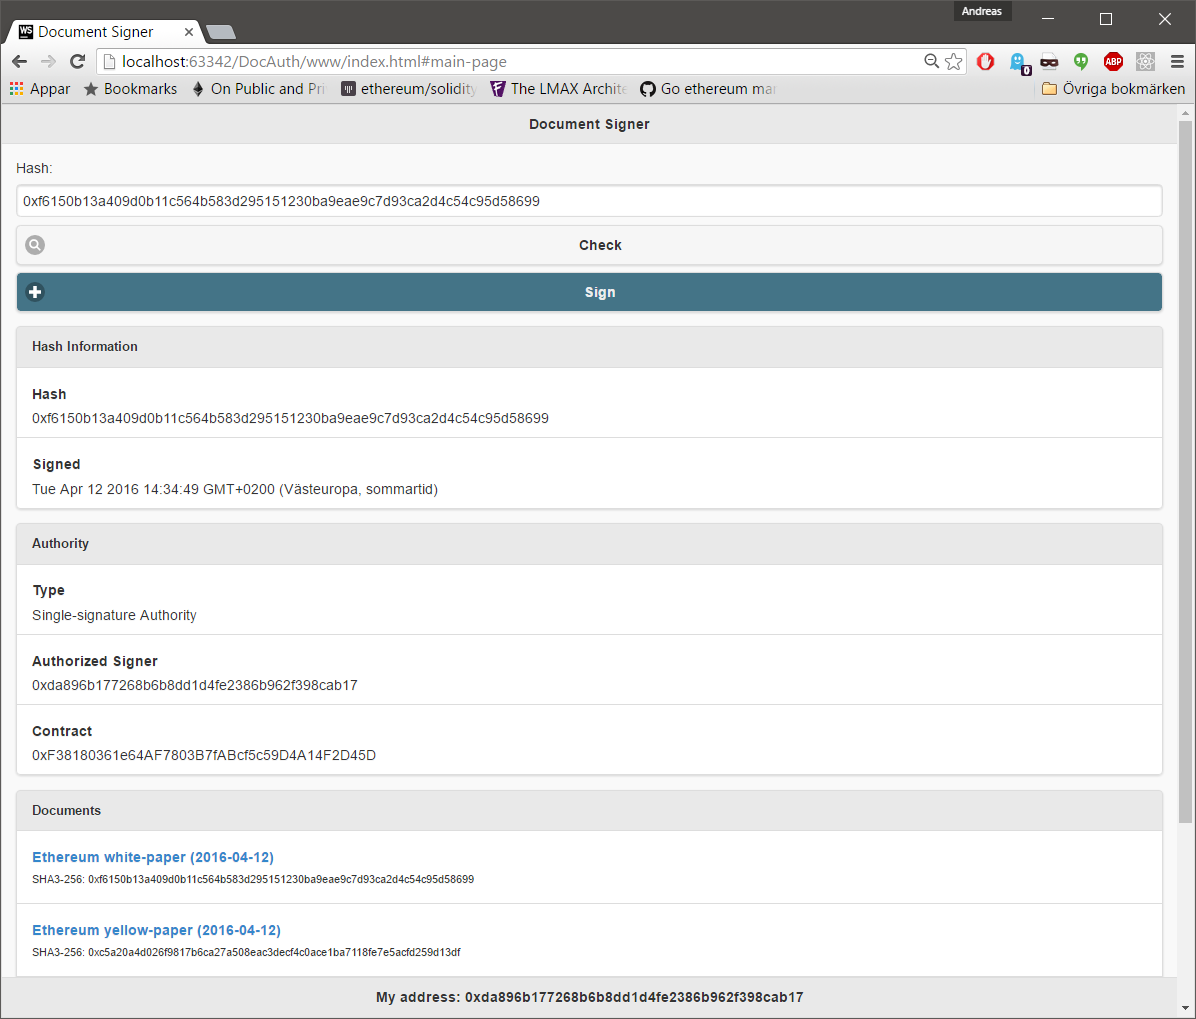 Andreas
WS Document Signer
localhost:63342/DocAuth/www/index.html#main-page
0
ABP
Appar
Bookmarks
On Public and Pri
ethereum/solidity
The LMAX Archite
Go ethereum mar
Övriga bokmärken
Document Signer
Hash:
0xf6150b13a409d0b11c564b583d295151230ba9eae9c7d93ca2d4c54c95d58699
Check
Sign
Hash Information
Hash
0xf6150b13a409d0b11c564b583d295151230ba9eae9c7d93ca2d4c54c95d58699
Signed
Tue Apr 12 2016 14:34:49 GMT+0200 (Västeuropa, sommartid)
Authority
Type
Single-signature Authority
Authorized Signer
0xda896b177268b6b8dd1d4fe2386b962f398cab17
Contract
0xF38180361e64AF7803B7fABcf5c59D4A14F2D45D
Documents
Ethereum white-paper (2016-04-12)
SHA3-256: 0xf6150b13a409d0b11c564b583d295151230ba9eae9c7d93ca2d4c54c95d58699
Ethereum yellow-paper (2016-04-12)
SHA3-256: 0xc5a20a4d026f9817b6ca27a508eac3decf4c0ace1ba7118fe7e5acfd259d13df
My address: 0xda896b177268b6b8dd1d4fe2386b962f398cab17